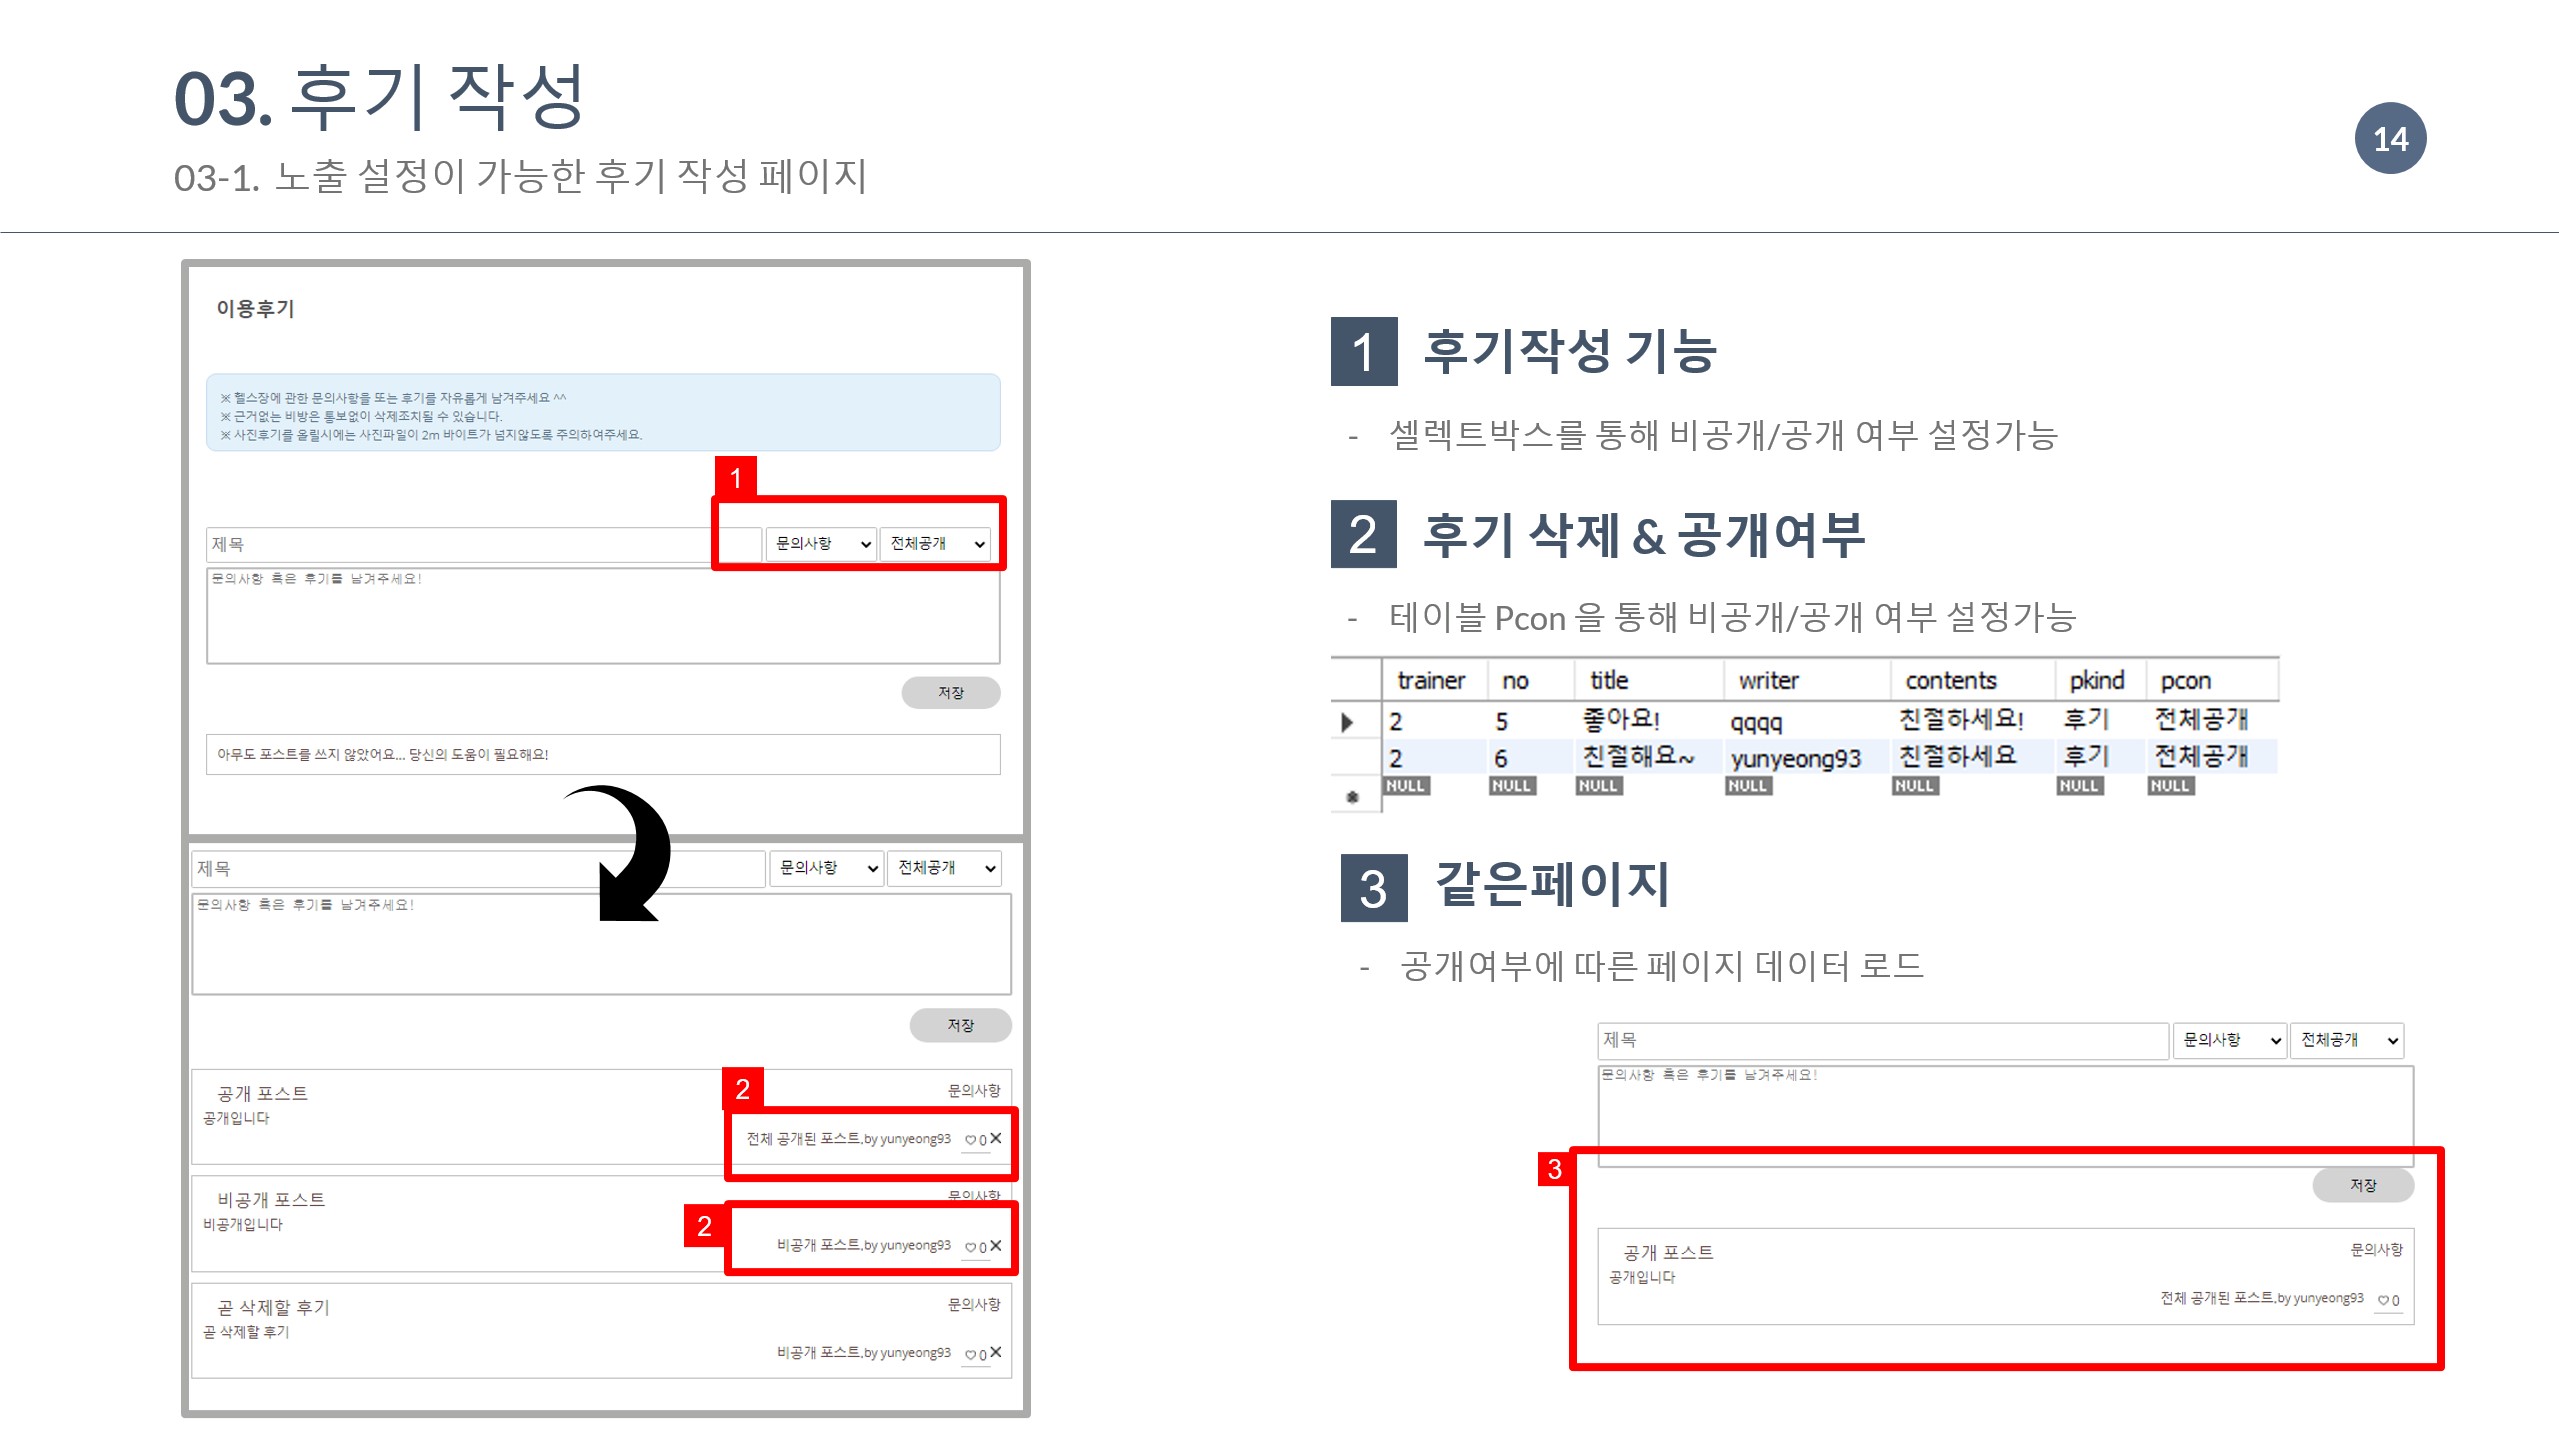 03. 후기 작성
03-1. 노출 설정이 가능한 후기 작성 페이지
14
이용후기
※ 헬스장에 관한 문의사항을 또는 후기를 자유롭게 남겨주세요 ^^
※ 근거없는 비방은 통보없이 삭제조치될 수 있습니다.
※ 사진후기를 올릴시에는 사진파일이 2m 바이트가 넘지않도록 주의하여주세요.
1
제목 문의사항 전체공개
문의사항 혹은 후기를 남겨주세요!
저장
아무도 포스트를 쓰지 않았어요... 당신의 도움이 필요해요!
제목 문의사항 전체공개
문의사항 혹은 후기를 남겨주세요!
저장
공개 포스트 문의사항
공개입니다
2
전체 공개된 포스트.by yunyeong93 ♡0 ✕
비공개 포스트 문의사항
비공개입니다
2
비공개 포스트.by yunyeong93 ♡0 ✕
곧 삭제할 후기 문의사항
곧 삭제할 후기
비공개 포스트.by yunyeong93 ♡0 ✕
1 후기작성 기능
- 셀렉트박스를 통해 비공개/공개 여부 설정가능
2 후기 삭제 & 공개여부
- 테이블 Pcon 을 통해 비공개/공개 여부 설정가능
trainer no title writer contents pkind pcon
2 5 좋아요! qqqq 친절하세요! 후기 전체공개
2 6 친절해요~ yunyeong93 친절하세요 후기 전체공개
NULL NULL NULL NULL NULL NULL NULL
3 같은페이지
- 공개여부에 따른 페이지 데이터 로드
제목 문의사항 전체공개
문의사항 혹은 후기를 남겨주세요!
3
저장
공개 포스트 문의사항
공개입니다
전체 공개된 포스트.by yunyeong93 ♡0